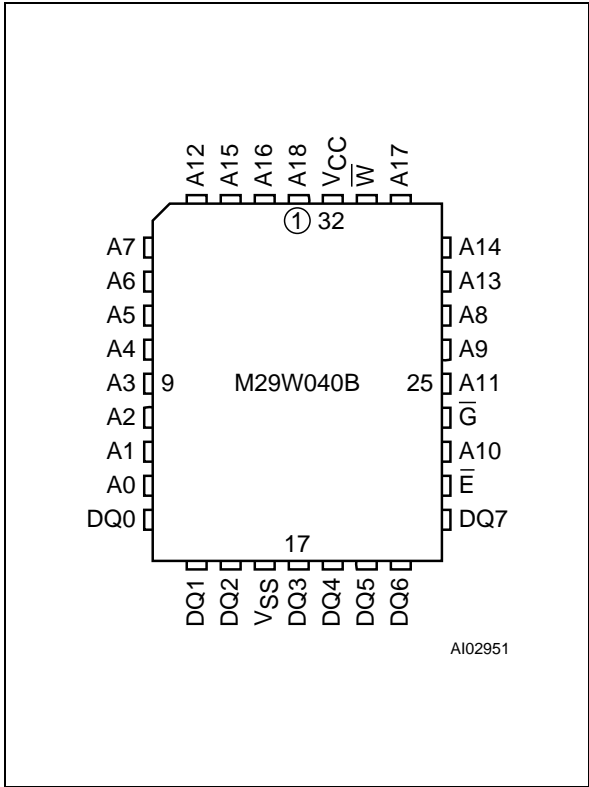 A12 A15 A16 A18 VCC W̅ A17
1 32
A7 A14
A6 A13
A5 A8
A4 A9
A3 9 M29W040B 25 A11
A2 G̅
A1 A10
A0 E̅
DQ0 DQ7
17
DQ1 DQ2 VSS DQ3 DQ4 DQ5 DQ6
AI02951